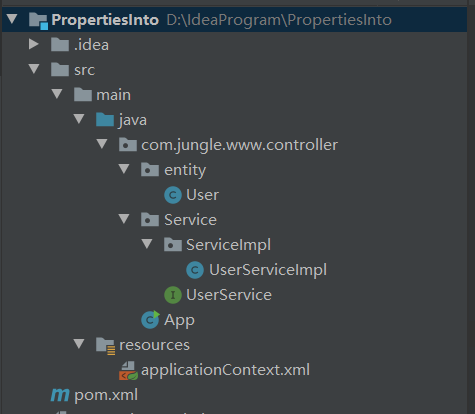 PropertiesInto D:\IdeaProgram\PropertiesInto
.idea
src
main
java
com.jungle.www.controller
entity
C User
Service
ServiceImpl
C UserServiceImpl
I UserService
C App
resources
applicationContext.xml
m pom.xml